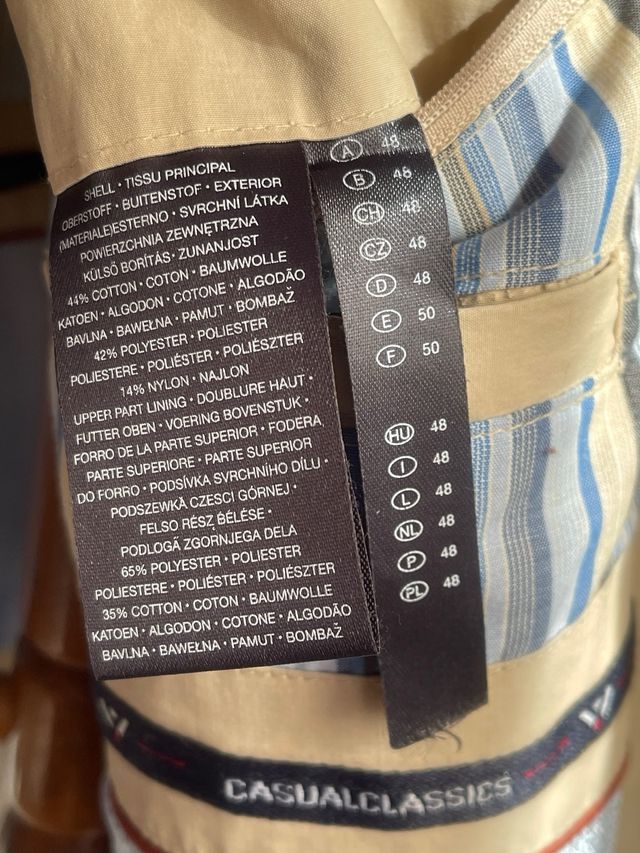 SHELL • TISSU PRINCIPAL
OBERSTOFF • BUITENSTOF • EXTERIOR
(MATERIALE)ESTERNO • SVRCHNÍ LÁTKA
POWIERZCHNIA ZEWNĘTRZNA
KÜLSŐ BORÍTÁS • ZUNANJOST
44% COTTON • COTON • BAUMWOLLE
KATOEN • ALGODON • COTONE • ALGODÃO
BAVLNA • BAWEŁNA • PAMUT • BOMBAŽ
42% POLYESTER • POLIESTER
POLIESTERE • POLIÉSTER • POLIÉSZTER
14% NYLON • NAJLON
UPPER PART LINING • DOUBLURE HAUT •
FUTTER OBEN • VOERING BOVENSTUK •
FORRO DE LA PARTE SUPERIOR • FODERA
PARTE SUPERIORE • PARTE SUPERIOR
DO FORRO • PODSÍVKA SVRCHNÍHO DÍLU •
PODSZEWKA CZESCI GÓRNEJ •
FELSO RÉSZ BÉLÉSE •
PODLOGÃ ZGORNJEGA DELA
65% POLYESTER • POLIESTER
POLIESTERE • POLIÉSTER • POLIÉSZTER
35% COTTON • COTON • BAUMWOLLE
KATOEN • ALGODON • COTONE • ALGODÃO
BAVLNA • BAWEŁNA • PAMUT • BOMBAŽ
A 48
B 48
CH 48
CZ 48
D 48
E 50
F 50
HU 48
I 48
L 48
NL 48
P 48
PL 48
CASUALCLASSICS